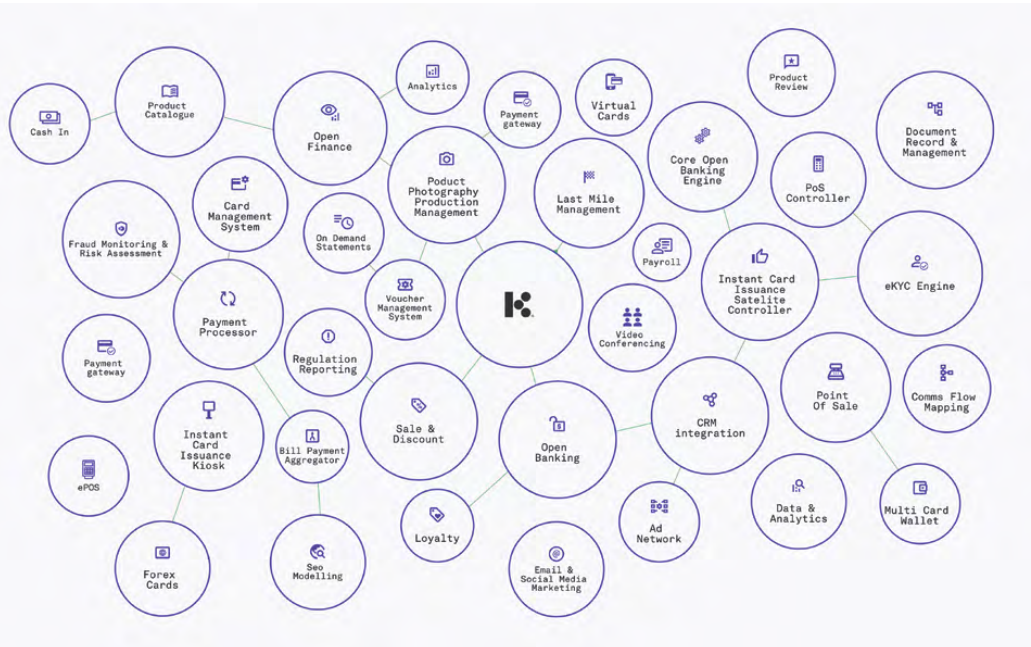 Cash In
Product
Catalogue
Open
Finance
Analytics
Payment
gateway
Virtual
Cards
Product
Review
Document
Record &
Management
Core Open
Banking
Engine
PoS
Controller
Poduct
Photography
Production
Management
Last Mile
Management
Card
Management
System
On Demand
Statements
Fraud Monitoring &
Risk Assessment
Payroll
Instant Card
Issuance
Satelite
Controller
eKYC Engine
Voucher
Management
System
K
Payment
Processor
Video
Conferencing
Regulation
Reporting
Payment
gateway
Point
Of Sale
Comms Flow
Mapping
Instant
Card
Issuance
Kiosk
Bill Payment
Aggregator
Sale &
Discount
Open
Banking
CRM
integration
ePOS
Loyalty
Ad
Network
Data &
Analytics
Multi Card
Wallet
Forex
Cards
Seo
Modelling
Email &
Social Media
Marketing